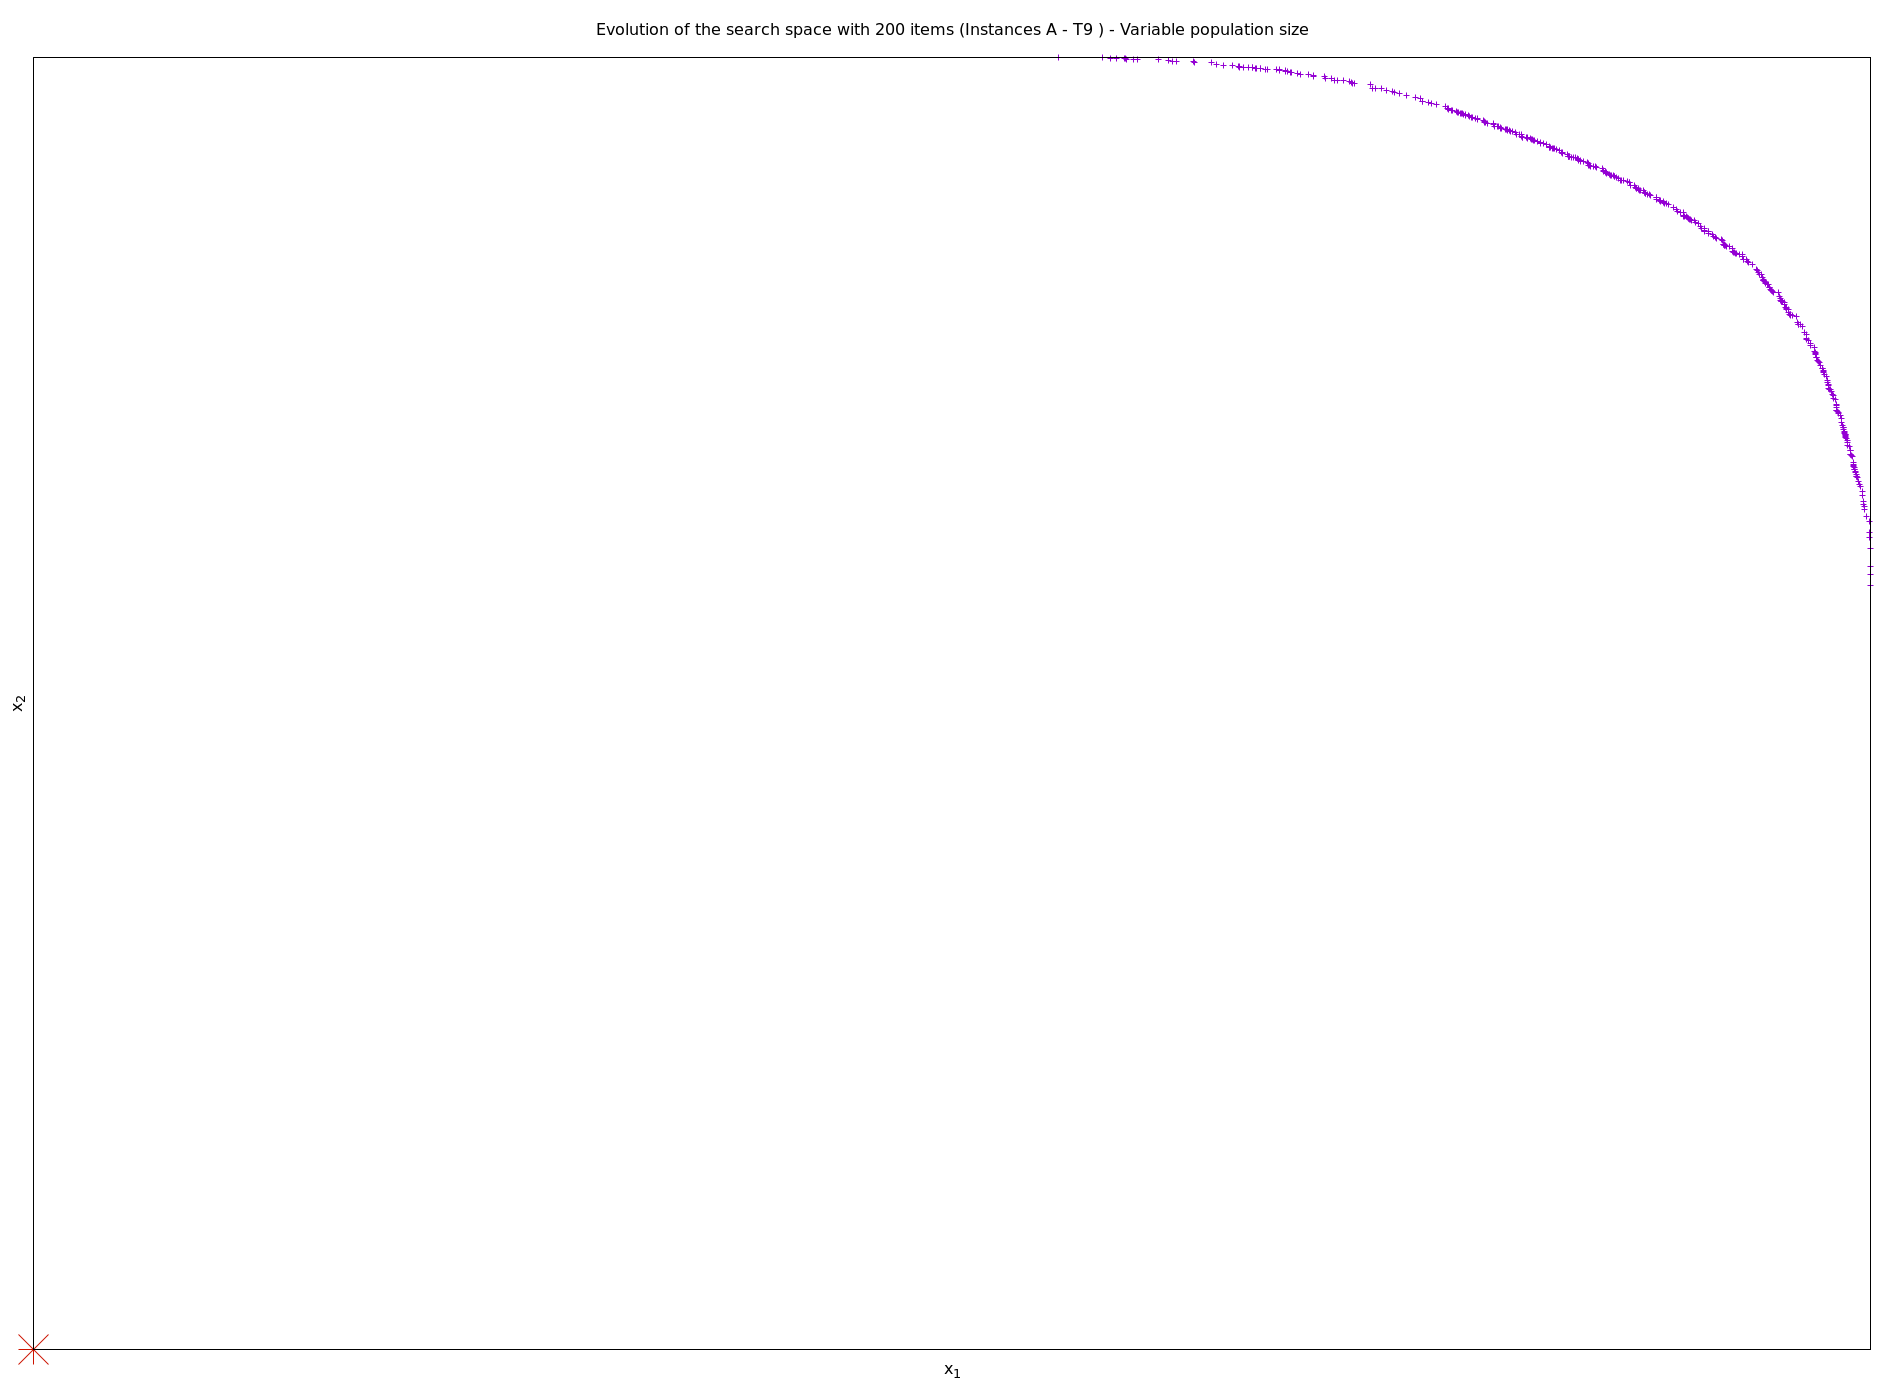 Evolution of the search space with 200 items (Instances A - T9 ) - Variable population size
x2
x1